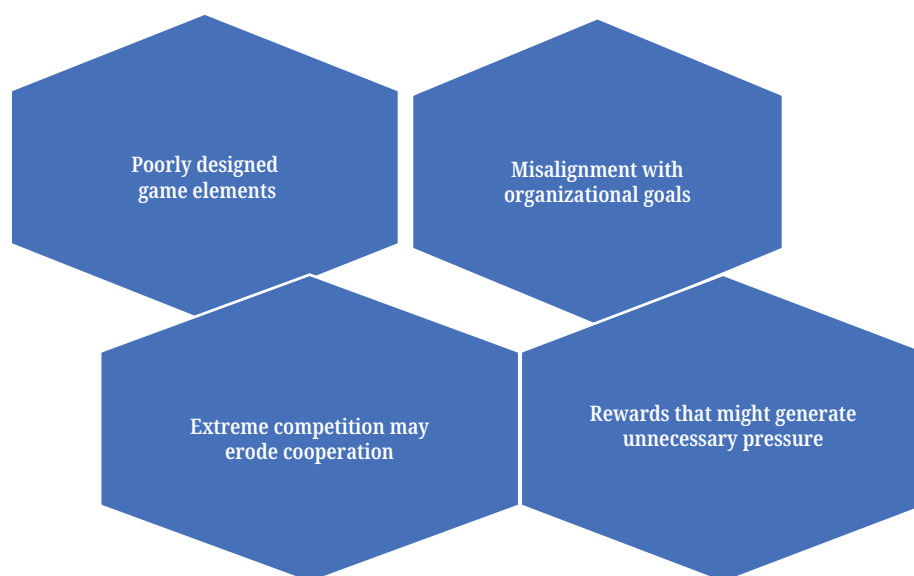 Poorly designed
game elements
Misalignment with
organizational goals
Extreme competition may
erode cooperation
Rewards that might generate
unnecessary pressure